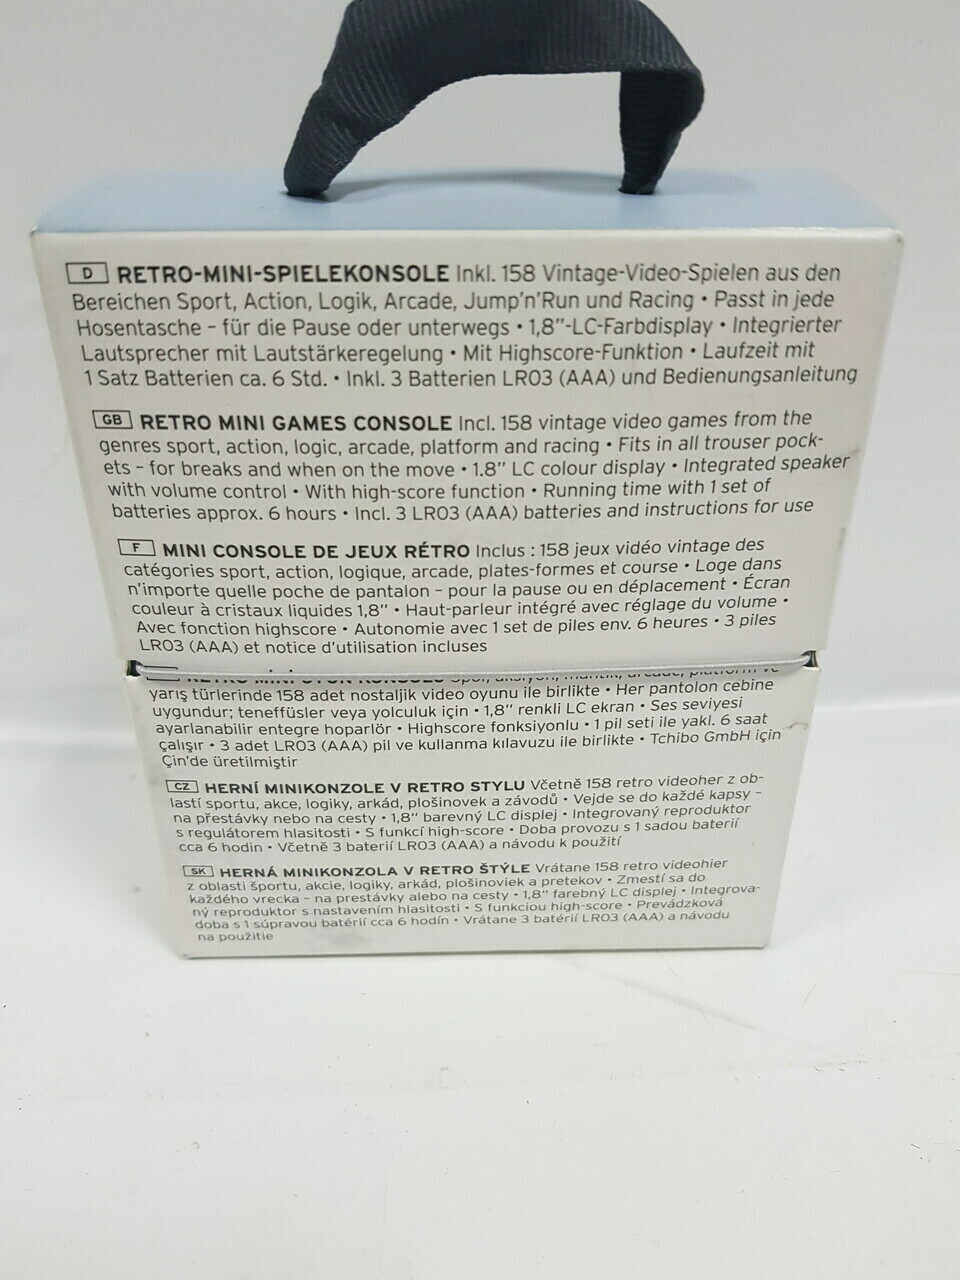 D RETRO-MINI-SPIELEKONSOLE Inkl. 158 Vintage-Video-Spielen aus den
Bereichen Sport, Action, Logik, Arcade, Jump'n'Run und Racing • Passt in jede
Hosentasche – für die Pause oder unterwegs • 1,8"-LC-Farbdisplay • Integrierter
Lautsprecher mit Lautstärkeregelung • Mit Highscore-Funktion • Laufzeit mit
1 Satz Batterien ca. 6 Std. • Inkl. 3 Batterien LR03 (AAA) und Bedienungsanleitung
GB RETRO MINI GAMES CONSOLE Incl. 158 vintage video games from the
genres sport, action, logic, arcade, platform and racing • Fits in all trouser pock-
ets – for breaks and when on the move • 1.8" LC colour display • Integrated speaker
with volume control • With high-score function • Running time with 1 set of
batteries approx. 6 hours • Incl. 3 LR03 (AAA) batteries and instructions for use
F MINI CONSOLE DE JEUX RÉTRO Inclus : 158 jeux vidéo vintage des
catégories sport, action, logique, arcade, plates-formes et course • Loge dans
n'importe quelle poche de pantalon – pour la pause ou en déplacement • Écran
couleur à cristaux liquides 1,8" • Haut-parleur intégré avec réglage du volume •
Avec fonction highscore • Autonomie avec 1 set de piles env. 6 heures • 3 piles
LR03 (AAA) et notice d'utilisation incluses
RETRO MINI OYUN KONSOLU Spor, aksiyon, mantık, arcade, platform ve
yarış türlerinde 158 adet nostaljik video oyunu ile birlikte • Her pantolon cebine
uygundur; teneffüsler veya yolculuk için • 1,8" renkli LC ekran • Ses seviyesi
ayarlanabilir entegre hoparlör • Highscore fonksiyonlu • 1 pil seti ile yakl. 6 saat
çalışır • 3 adet LR03 (AAA) pil ve kullanma kılavuzu ile birlikte • Tchibo GmbH için
Çin'de üretilmiştir
CZ HERNÍ MINIKONZOLE V RETRO STYLU Včetně 158 retro videoher z ob-
lastí sportu, akce, logiky, arkád, plošinovek a závodů • Vejde se do každé kapsy –
na přestávky nebo na cesty • 1,8" barevný LC displej • Integrovaný reproduktor
s regulátorem hlasitosti • S funkcí high-score • Doba provozu s 1 sadou baterií
cca 6 hodin • Včetně 3 baterií LR03 (AAA) a návodu k použití
SK HERNÁ MINIKONZOLA V RETRO ŠTÝLE Vrátane 158 retro videohier
z oblasti športu, akcie, logiky, arkád, plošinoviek a pretekov • Zmestí sa do
každého vrecka – na prestávky alebo na cesty • 1,8" farebný LC displej • Integrova-
ný reproduktor s nastavením hlasitosti • S funkciou high-score • Prevádzková
doba s 1 súpravou batérií cca 6 hodín • Vrátane 3 batérií LR03 (AAA) a návodu
na použitie